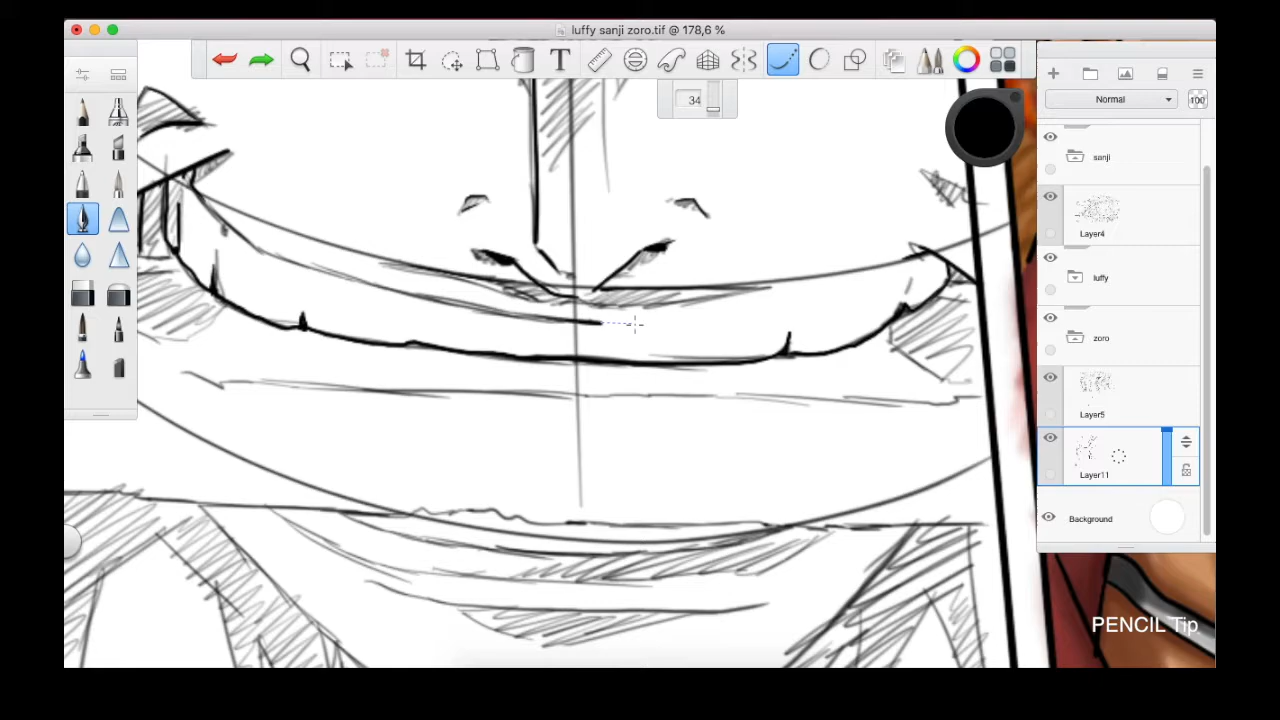 luffy sanji zoro.tif @ 178,6 %
T
34
Normal
100
sanji
Layer4
luffy
zoro
Layer5
Layer11
Background
PENCIL Tip